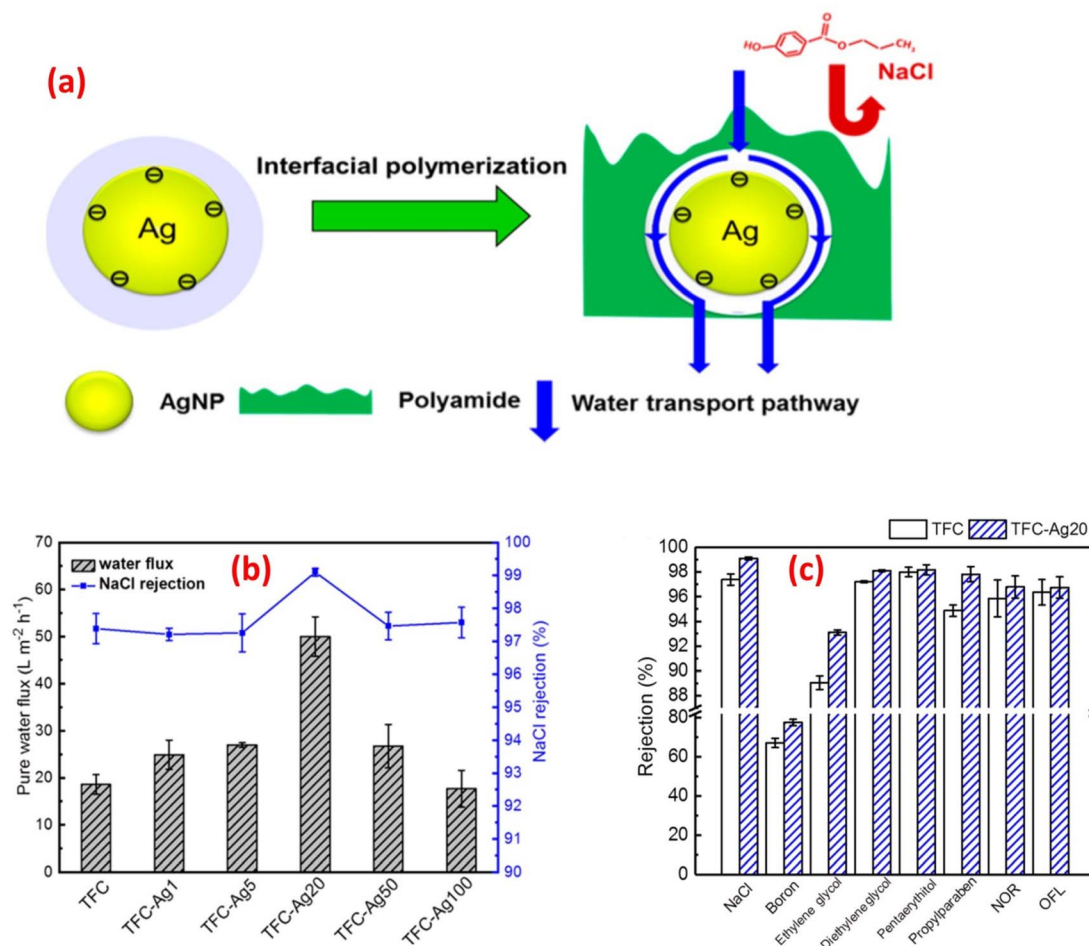 (a)
HO
O
O
CH₃
NaCl
Interfacial polymerization
Ag
Ag
AgNP
Polyamide
Water transport pathway
(b)
water flux
NaCl rejection
Pure water flux (L m⁻² h⁻¹)
70
60
50
40
30
20
10
0
100
99
98
97
96
95
94
93
92
91
90
NaCl rejection (%)
TFC
TFC-Ag1
TFC-Ag5
TFC-Ag20
TFC-Ag50
TFC-Ag100
TFC
TFC-Ag20
(c)
Rejection (%)
100
98
96
94
92
90
88
80
60
40
20
0
NaCl
Boron
Ethylene glycol
Diethylene glycol
Pentaerythitol
Propylparaben
NOR
OFL